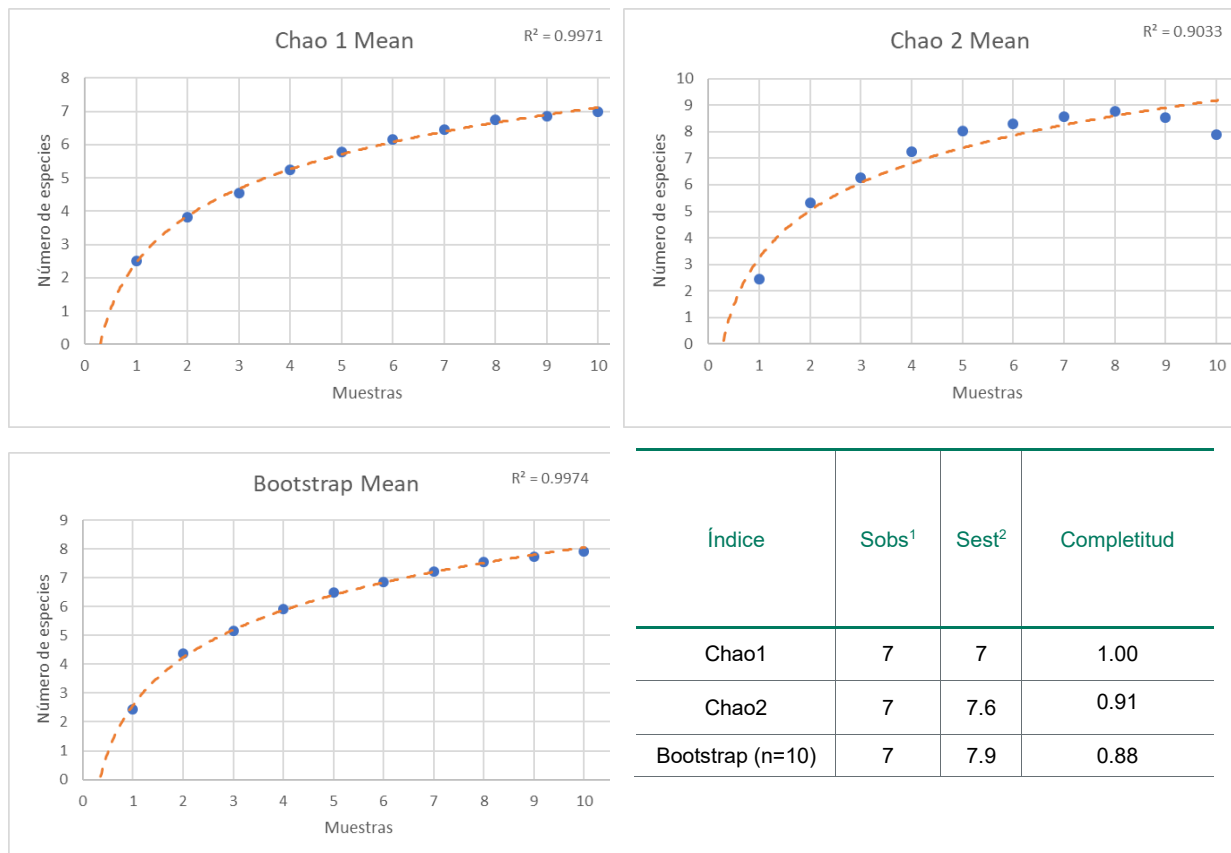 Chao 1 Mean
R² = 0.9971
Número de especies
8
7
6
5
4
3
2
1
0
0 1 2 3 4 5 6 7 8 9 10
Muestras
Chao 2 Mean
R² = 0.9033
Número de especies
10
9
8
7
6
5
4
3
2
1
0
0 1 2 3 4 5 6 7 8 9 10
Muestras
Bootstrap Mean
R² = 0.9974
Número de especies
9
8
7
6
5
4
3
2
1
0
0 1 2 3 4 5 6 7 8 9 10
Muestras
Índice Sobs¹ Sest² Completitud
Chao1 7 7 1.00
Chao2 7 7.6 0.91
Bootstrap (n=10) 7 7.9 0.88